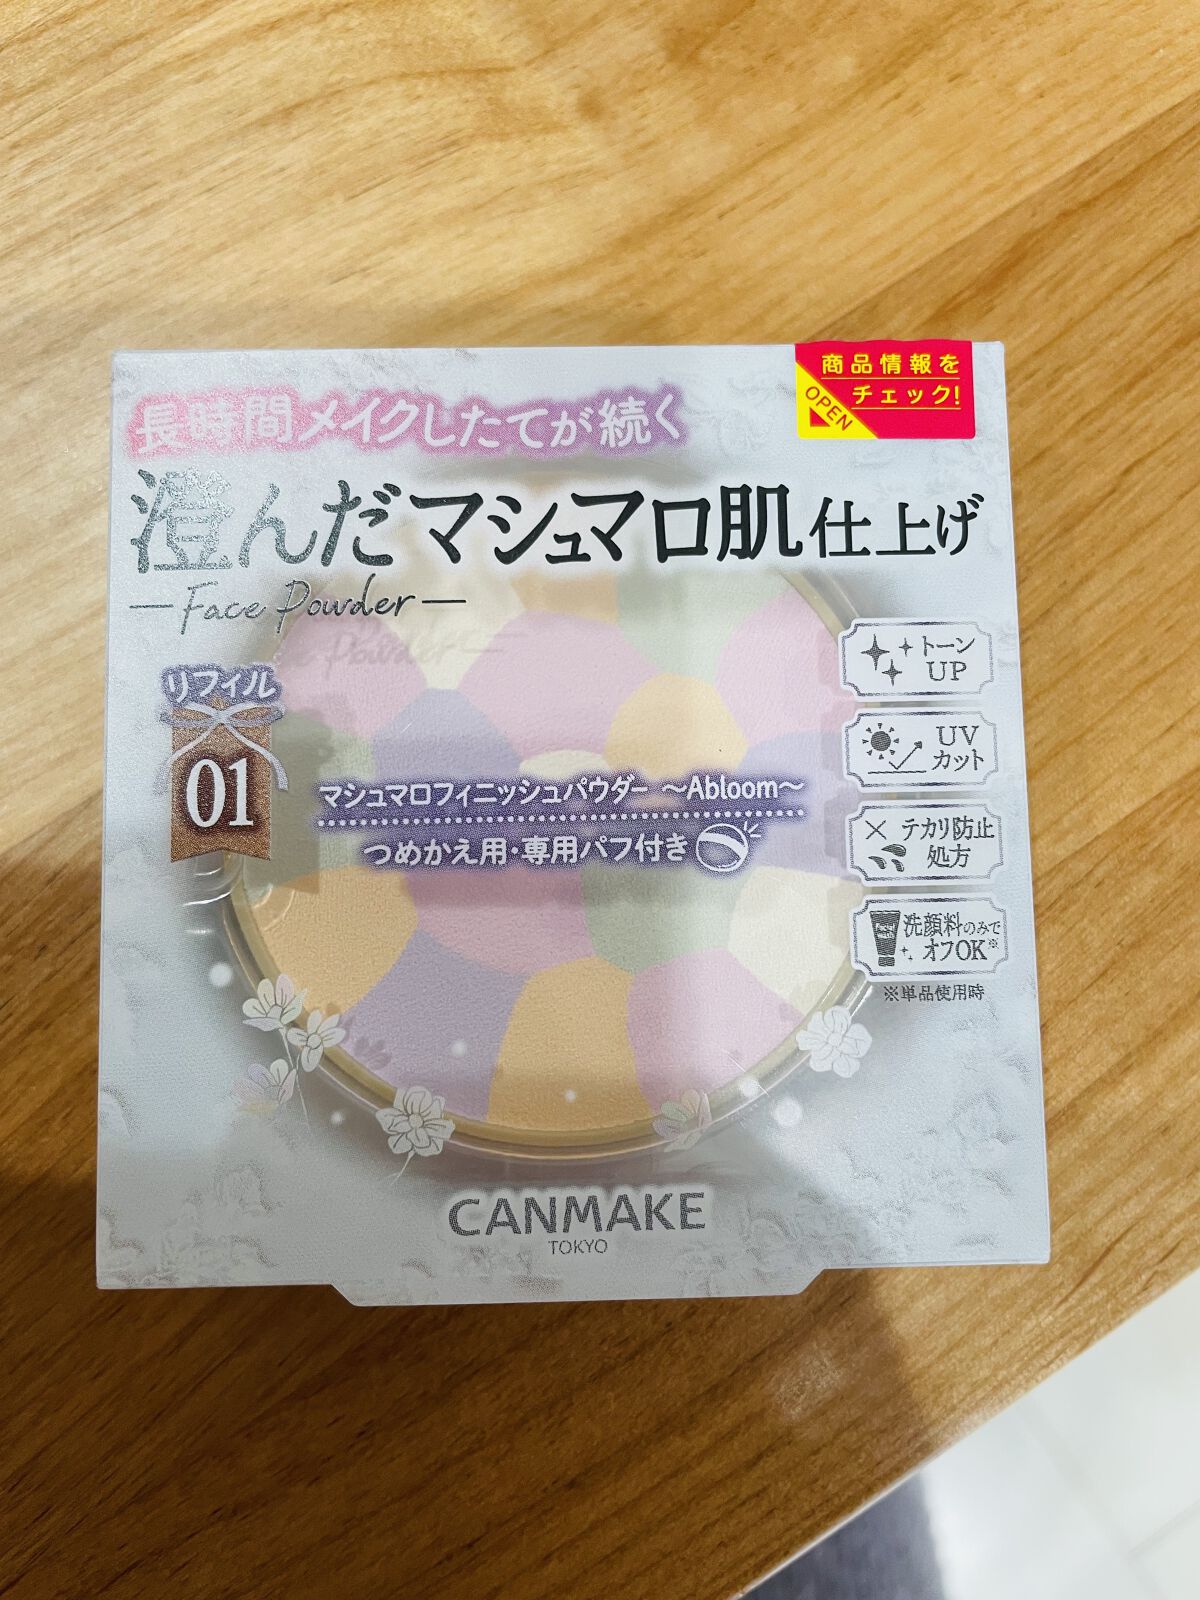 商品情報を
チェック!
OPEN
長時間メイクしたてが続く
澄んだマシュマロ肌仕上げ
Face Powder
トーン
UP
リフィル
01
UV
カット
マシュマロフィニッシュパウダー ～Abloom～
つめかえ用・専用パフ付き
テカリ防止
処方
洗顔料のみで
オフOK※
※単品使用時
CANMAKE
TOKYO